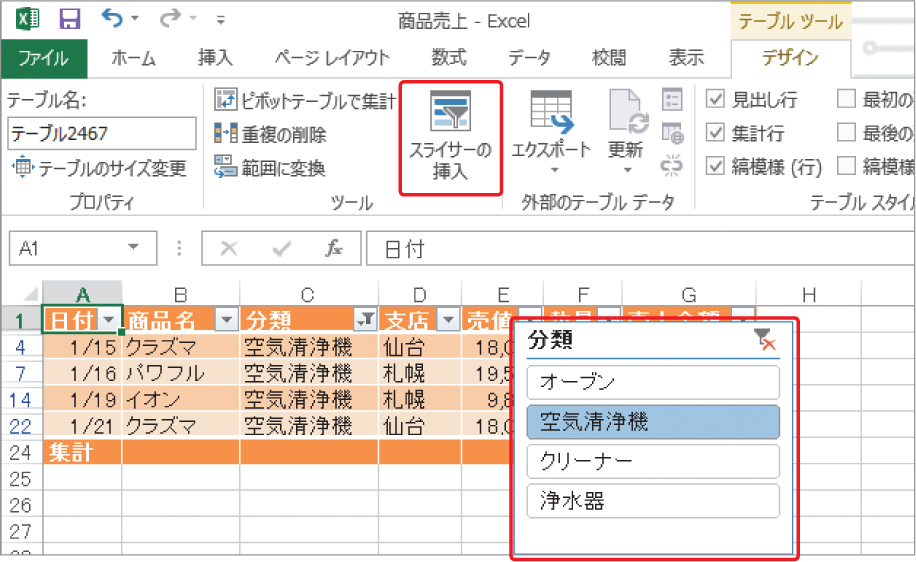 商品売上 - Excel
テーブル ツール
ファイル ホーム 挿入 ページ レイアウト 数式 データ 校閲 表示 デザイン
テーブル名:
テーブル2467
テーブルのサイズ変更
プロパティ
ピボットテーブルで集計
重複の削除
範囲に変換
ツール
スライサーの
挿入
エクスポート
更新
外部のテーブル データ
見出し行 最初の
集計行 最後の
縞模様 (行) 縞模様
テーブル スタイル
A1 fx 日付
A B C D E F G H
1 日付 商品名 分類 支店 売値
4 1/15 クラズマ 空気清浄機 仙台 18,0
7 1/16 パワフル 空気清浄機 札幌 19,5
14 1/19 イオン 空気清浄機 札幌 9,8
22 1/21 クラズマ 空気清浄機 仙台 18,0
24 集計
25
26
27
分類
オーブン
空気清浄機
クリーナー
浄水器